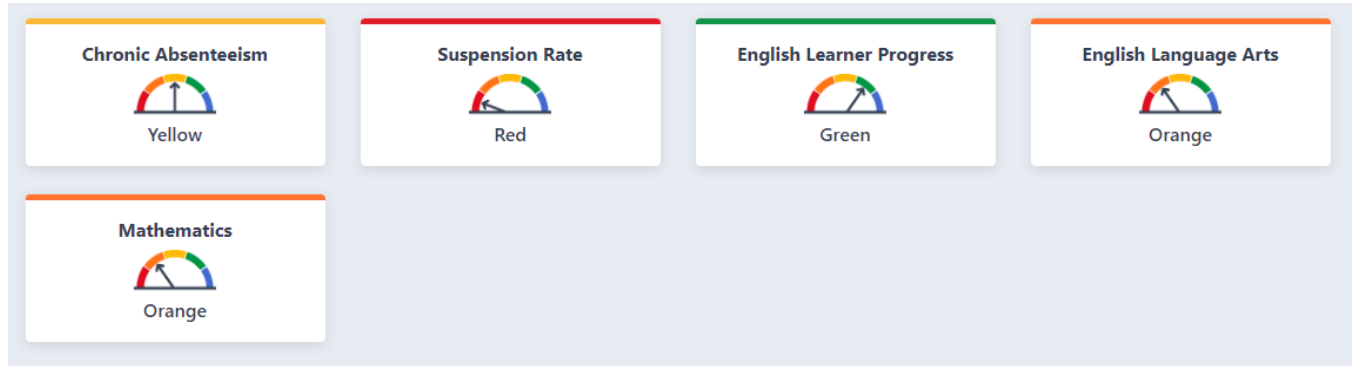 Chronic Absenteeism
Yellow
Suspension Rate
Red
English Learner Progress
Green
English Language Arts
Orange
Mathematics
Orange